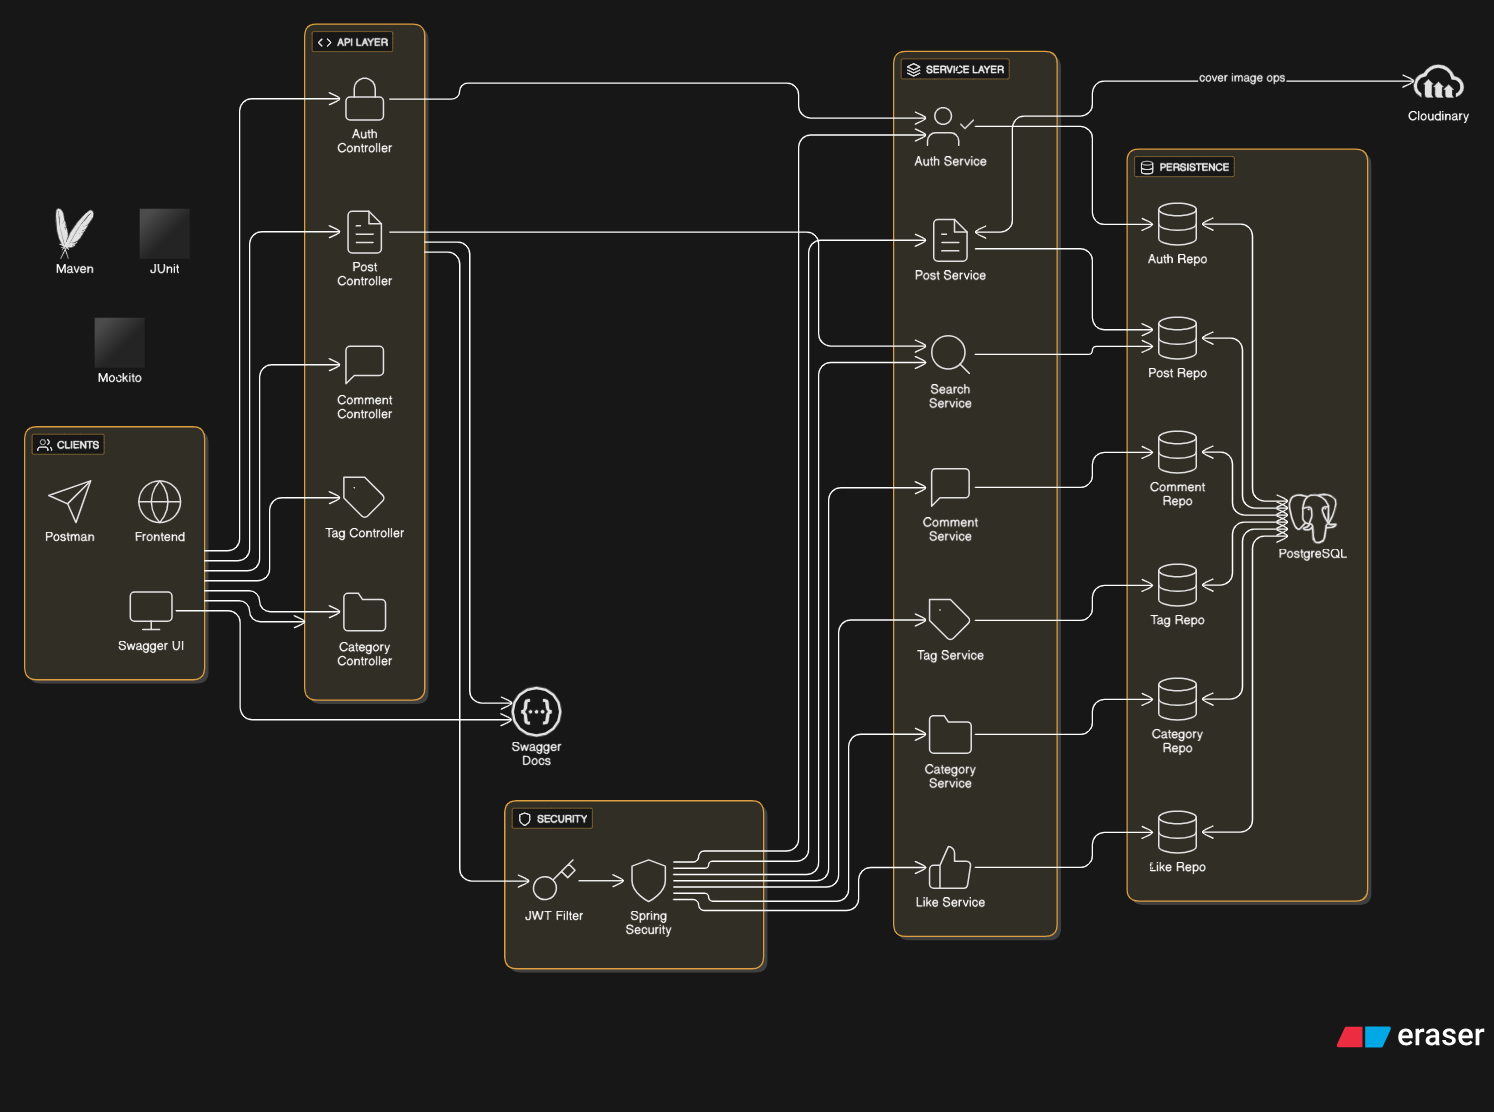 API LAYER
Auth
Controller
Post
Controller
Comment
Controller
Tag Controller
Category
Controller
Maven
JUnit
Mockito
CLIENTS
Postman
Frontend
Swagger UI
Swagger
Docs
SECURITY
JWT Filter
Spring
Security
SERVICE LAYER
Auth Service
Post Service
Search
Service
Comment
Service
Tag Service
Category
Service
Like Service
cover image ops
Cloudinary
PERSISTENCE
Auth Repo
Post Repo
Comment
Repo
Tag Repo
Category
Repo
Like Repo
PostgreSQL
eraser